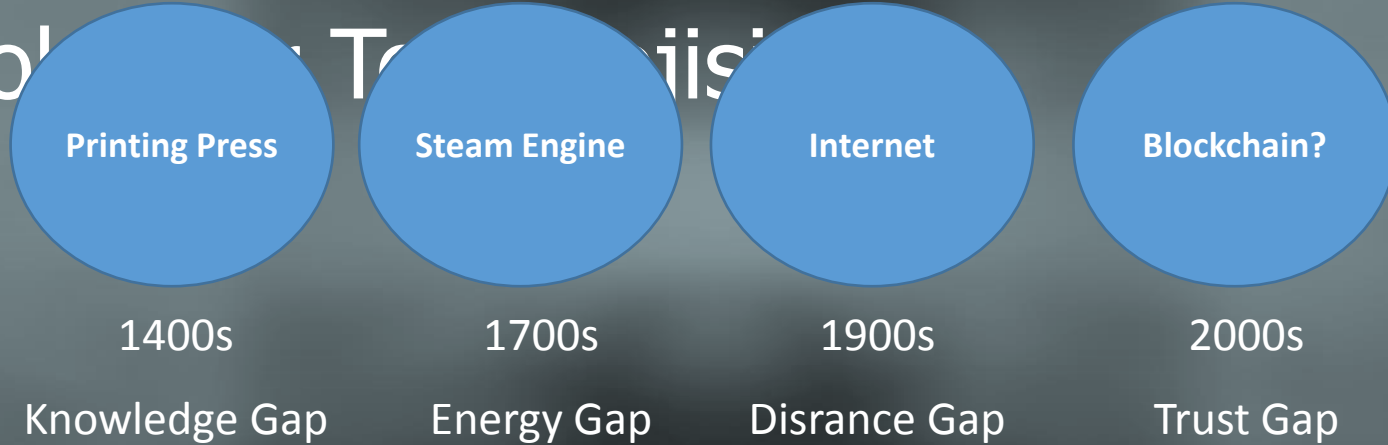 Printing Press
Steam Engine
Internet
Blockchain?
1400s
1700s
1900s
2000s
Knowledge Gap
Energy Gap
Disrance Gap
Trust Gap